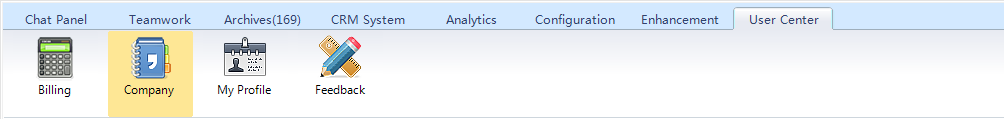 Chat Panel Teamwork Archives(169) CRM System Analytics Configuration Enhancement User Center
Billing Company My Profile Feedback